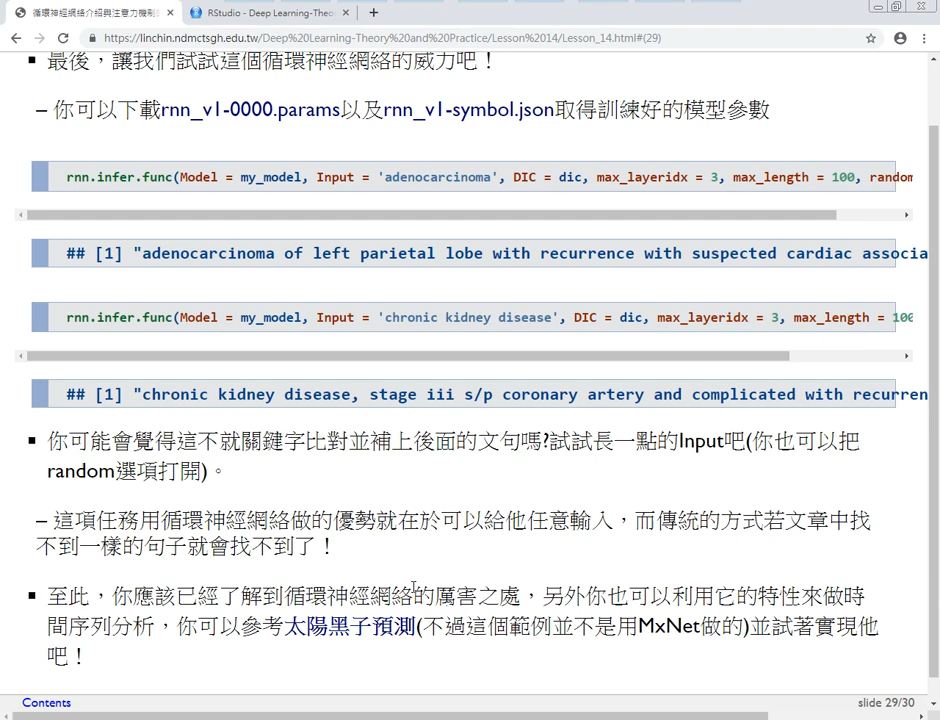 循環神經網絡介紹與注意力機制
RStudio - Deep Learning-Theo
https://linchin.ndmctsgh.edu.tw/Deep%20Learning-Theory%20and%20Practice/Lesson%2014/Lesson_14.html#(29)
最後，讓我們試試這個循環神經網絡的威力吧！
– 你可以下載rnn_v1-0000.params以及rnn_v1-symbol.json取得訓練好的模型參數
rnn.infer.func(Model = my_model, Input = 'adenocarcinoma', DIC = dic, max_layeridx = 3, max_length = 100, random
## [1] "adenocarcinoma of left parietal lobe with recurrence with suspected cardiac associa
rnn.infer.func(Model = my_model, Input = 'chronic kidney disease', DIC = dic, max_layeridx = 3, max_length = 100
## [1] "chronic kidney disease, stage iii s/p coronary artery and complicated with recurren
你可能會覺得這不就關鍵字比對並補上後面的文句嗎?試試長一點的Input吧(你也可以把
random選項打開)。
– 這項任務用循環神經網絡做的優勢就在於可以給他任意輸入，而傳統的方式若文章中找
不到一樣的句子就會找不到了！
至此，你應該已經了解到循環神經網絡的厲害之處，另外你也可以利用它的特性來做時
間序列分析，你可以參考太陽黑子預測(不過這個範例並不是用MxNet做的)並試著實現他
吧！
Contents
slide 29/30